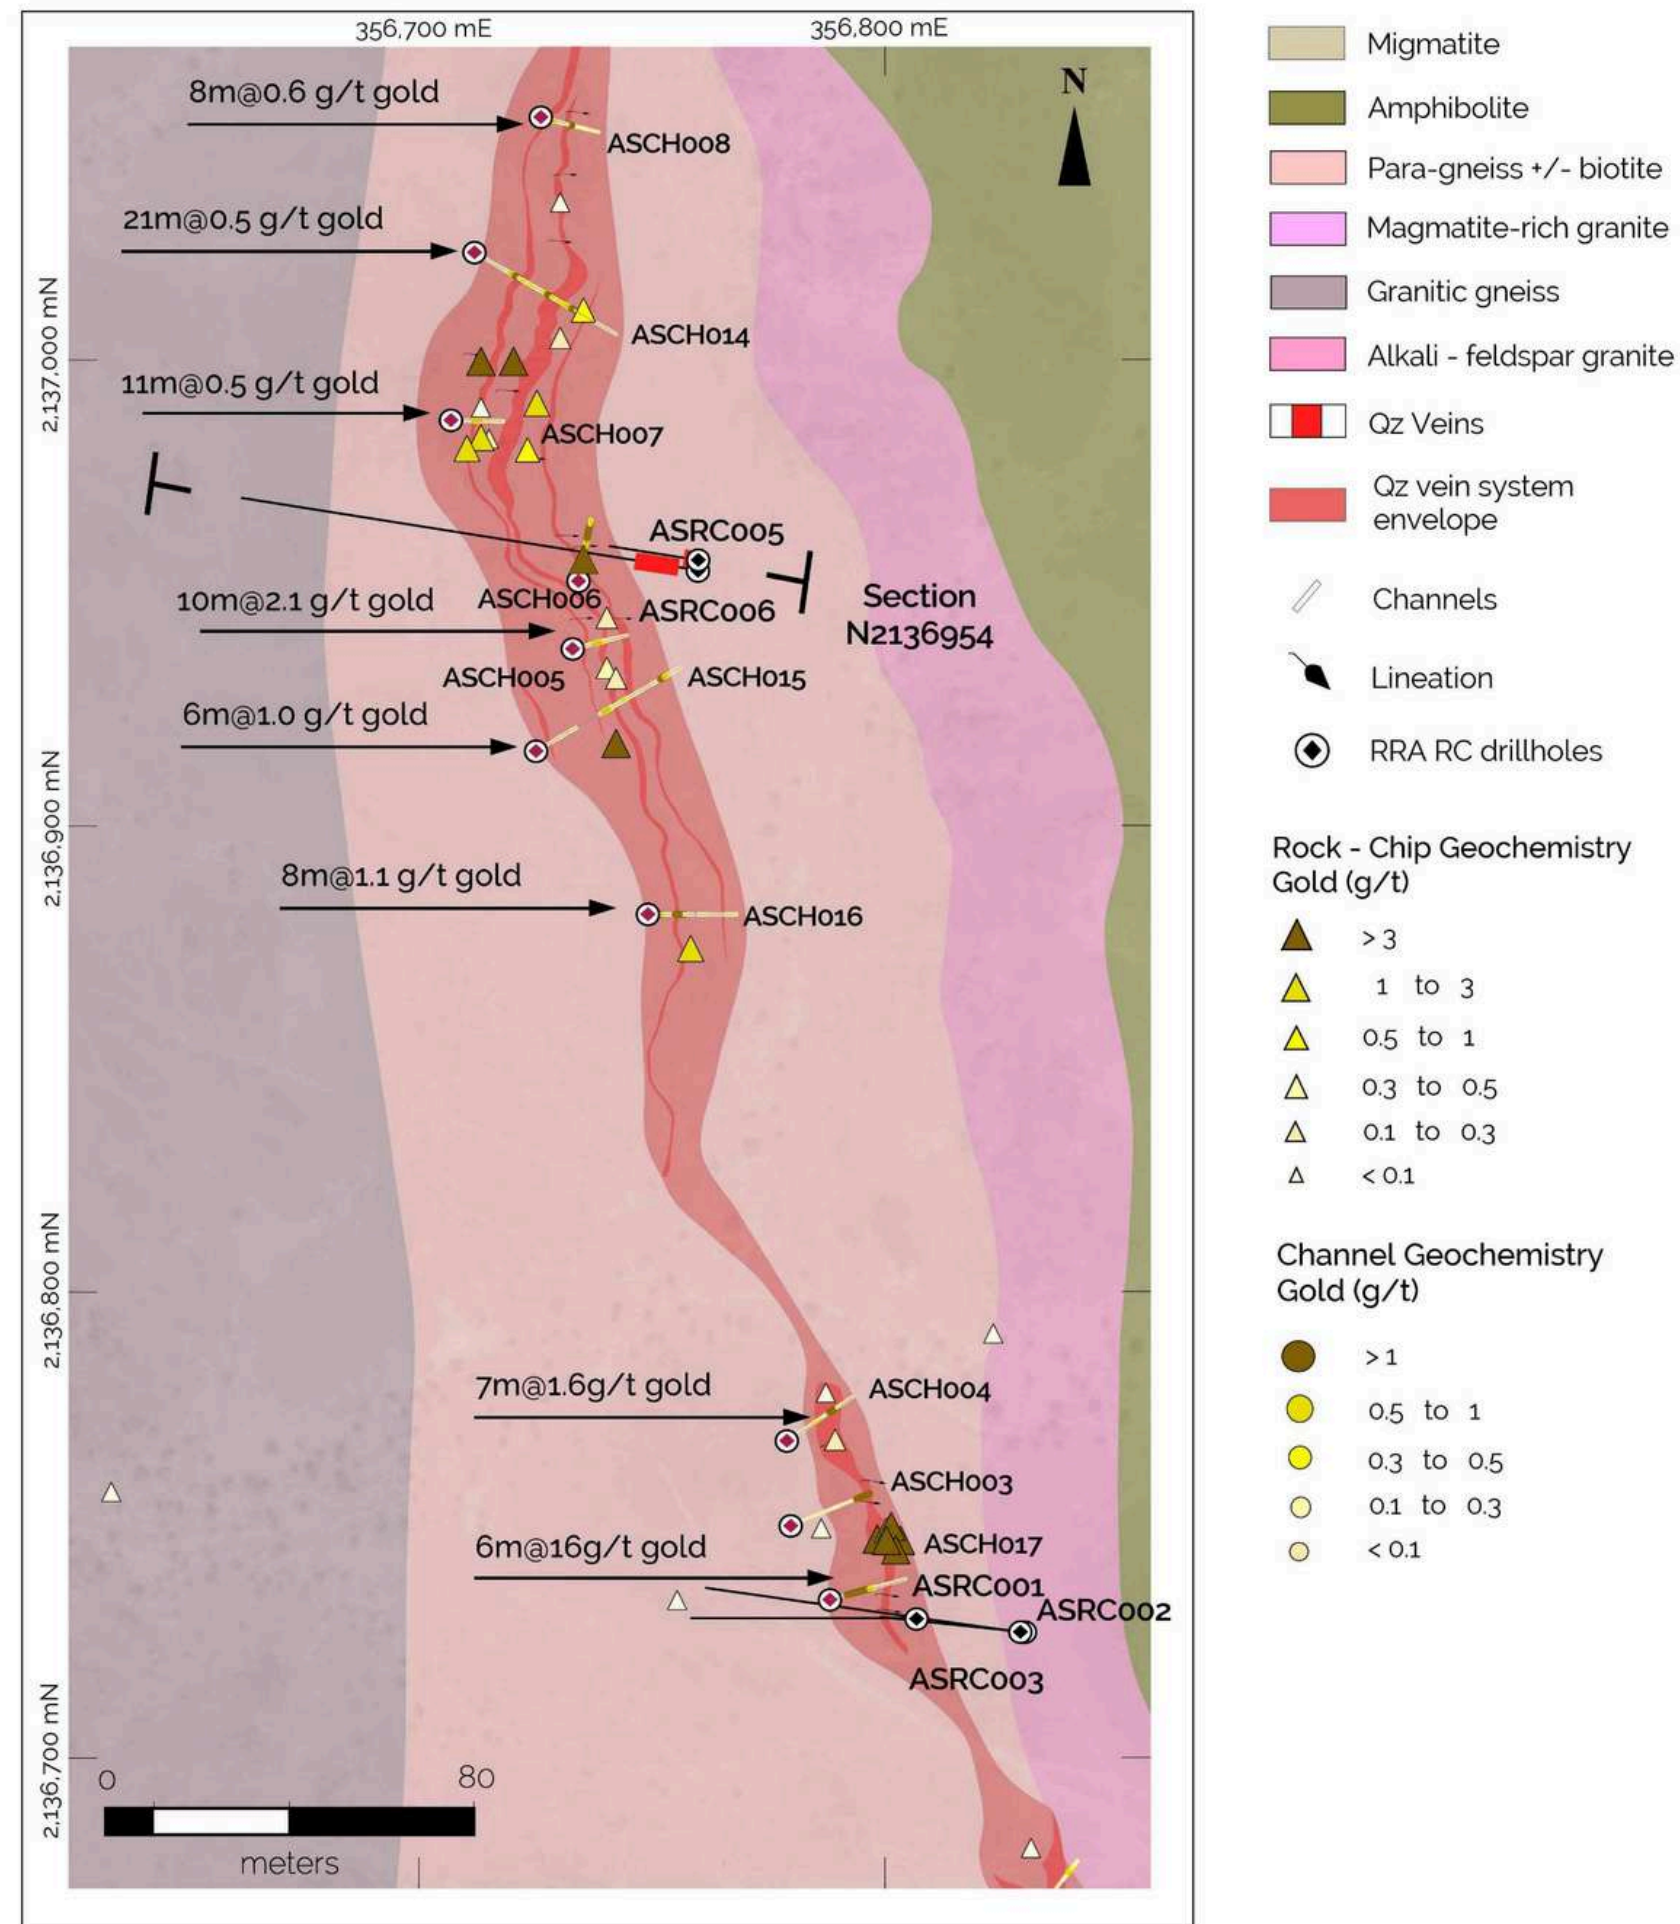 356,700 mE
356,800 mE
N
8m@0.6 g/t gold
ASCH008
21m@0.5 g/t gold
ASCH014
2,137,000 mN
11m@0.5 g/t gold
ASCH007
ASRC005
10m@2.1 g/t gold
ASCH006
ASRC006
Section
N2136954
ASCH005
ASCH015
6m@1.0 g/t gold
2,136,900 mN
8m@1.1 g/t gold
ASCH016
2,136,800 mN
7m@1.6g/t gold
ASCH004
ASCH003
6m@16g/t gold
ASCH017
ASRC001
ASRC002
ASRC003
2,136,700 mN
0 80
meters
Migmatite
Amphibolite
Para-gneiss +/- biotite
Magmatite-rich granite
Granitic gneiss
Alkali - feldspar granite
Qz Veins
Qz vein system
envelope
Channels
Lineation
RRA RC drillholes
Rock - Chip Geochemistry
Gold (g/t)
> 3
1 to 3
0.5 to 1
0.3 to 0.5
0.1 to 0.3
< 0.1
Channel Geochemistry
Gold (g/t)
> 1
0.5 to 1
0.3 to 0.5
0.1 to 0.3
< 0.1